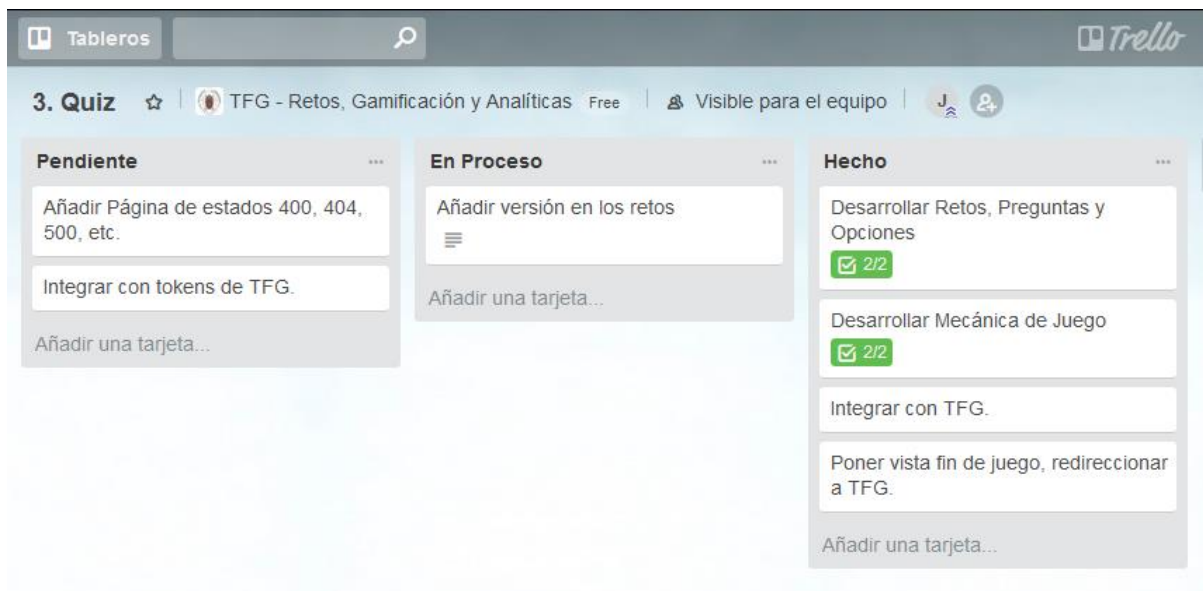 Tableros
Trello
3. Quiz
TFG - Retos, Gamificación y Analíticas Free
Visible para el equipo
J
Pendiente
Añadir Página de estados 400, 404,
500, etc.
Integrar con tokens de TFG.
Añadir una tarjeta...
En Proceso
Añadir versión en los retos
Añadir una tarjeta...
Hecho
Desarrollar Retos, Preguntas y
Opciones
2/2
Desarrollar Mecánica de Juego
2/2
Integrar con TFG.
Poner vista fin de juego, redireccionar
a TFG.
Añadir una tarjeta...